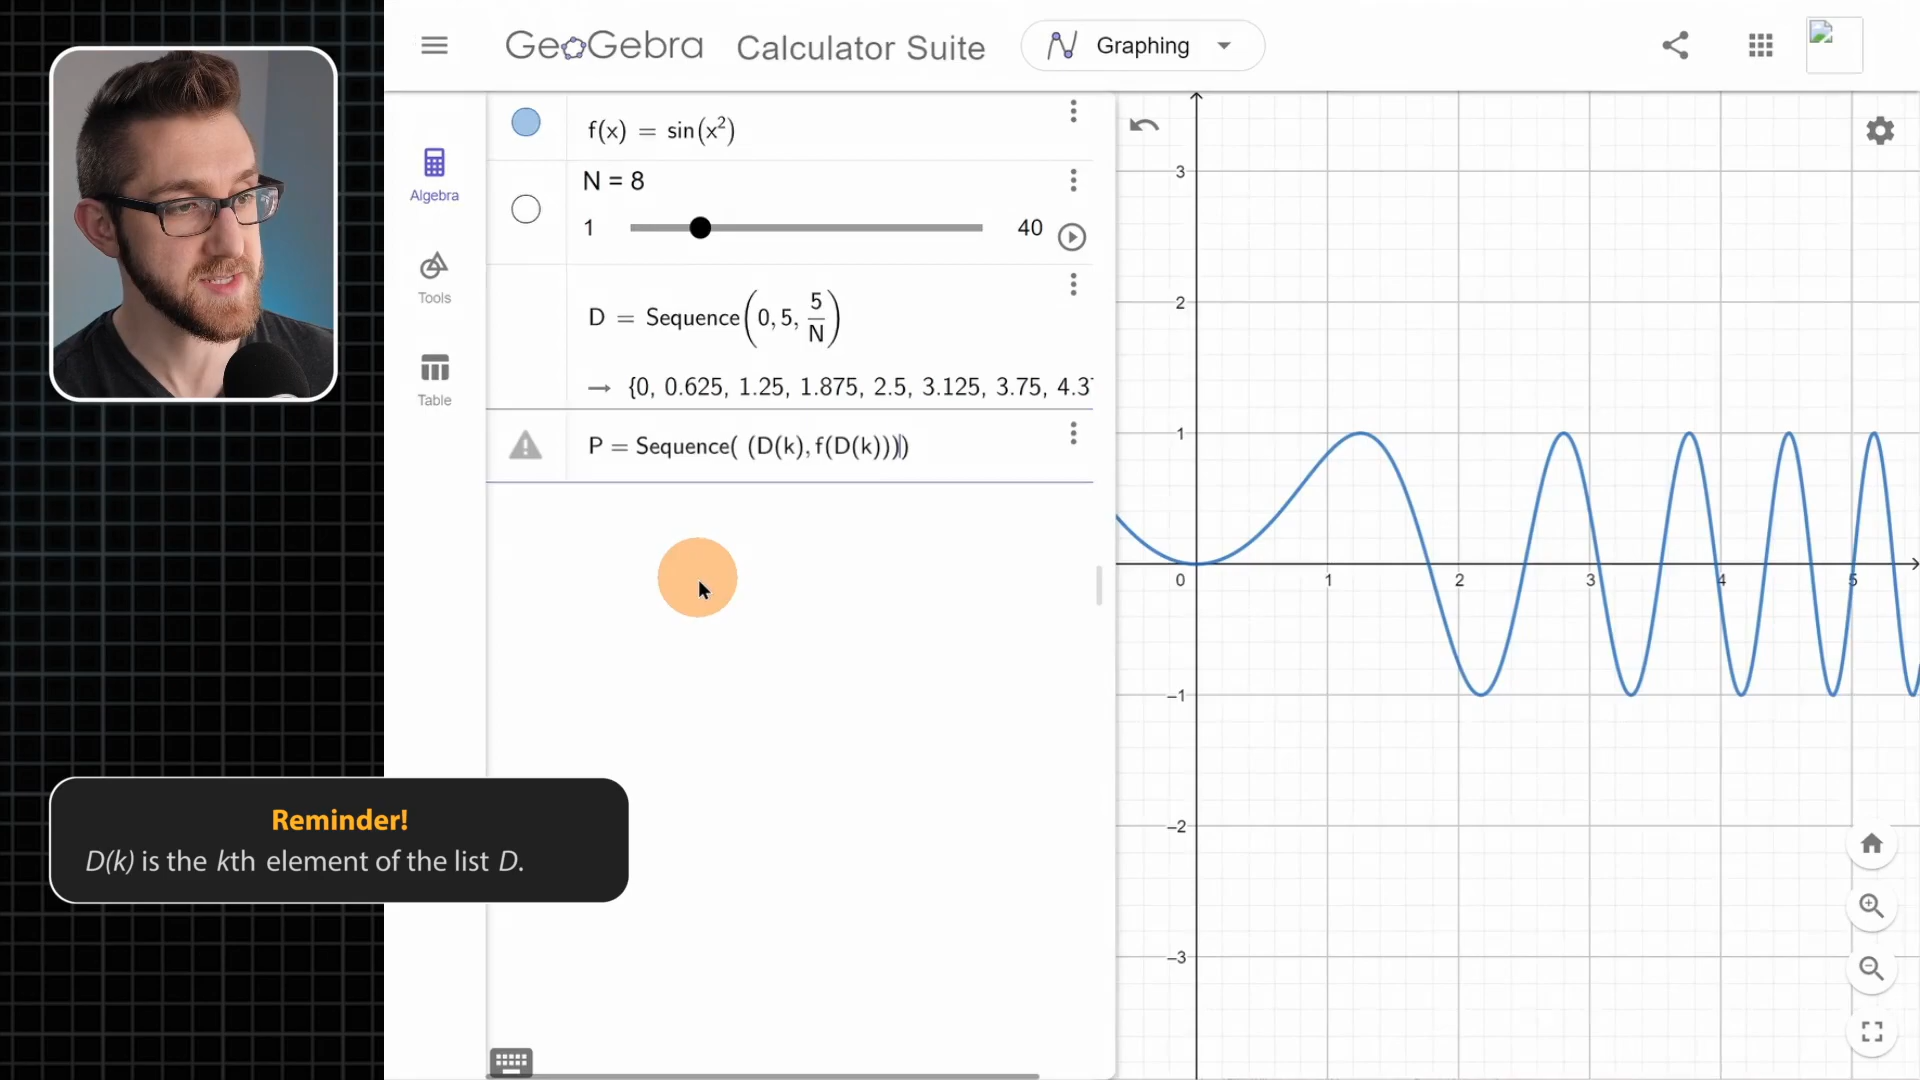 GeoGebra Calculator Suite
Graphing
Algebra
Tools
Table
f(x) = sin(x²)
N = 8
1 40
D = Sequence(0, 5, 5/N)
→ {0, 0.625, 1.25, 1.875, 2.5, 3.125, 3.75, 4.37
P = Sequence( (D(k), f(D(k))))
3
2
1
0 1 2 3 4 5
–1
–2
–3
Reminder!
D(k) is the kth element of the list D.